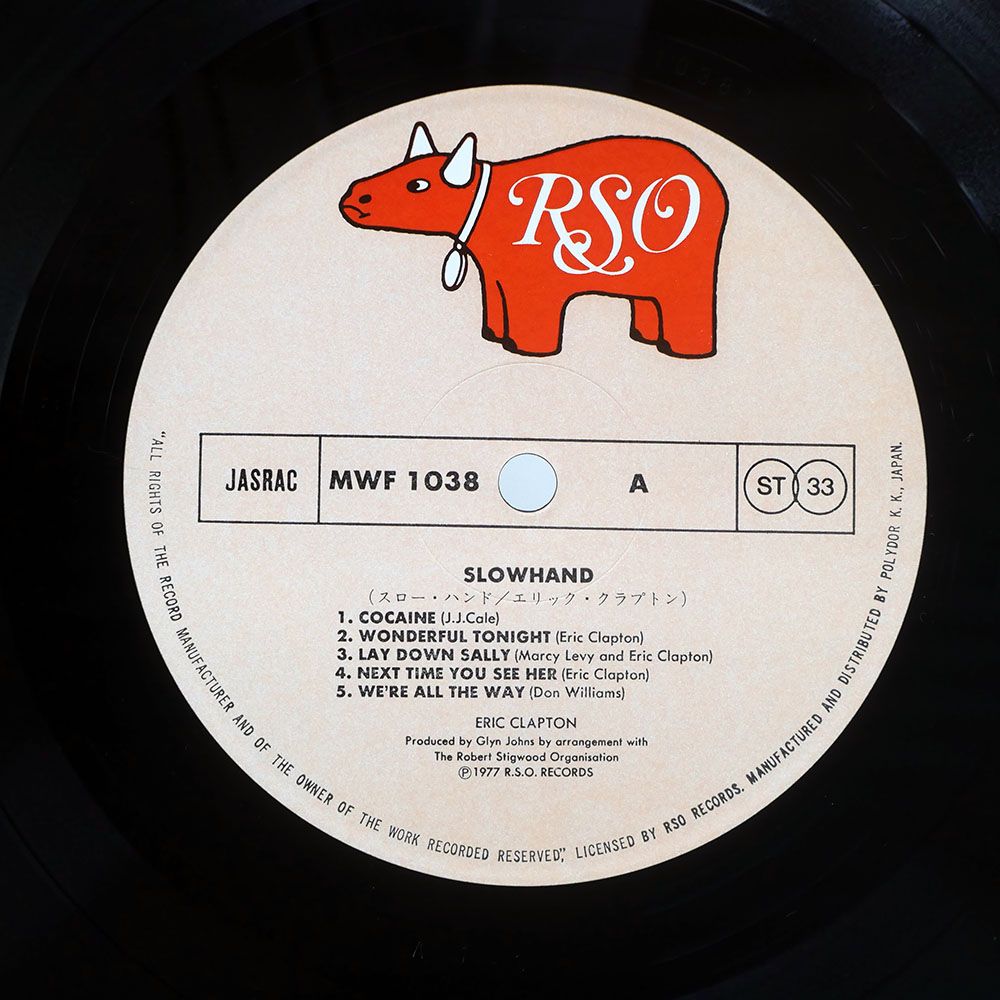 RSO
JASRAC MWF 1038 A ST 33
SLOWHAND
(スロー・ハンド/エリック・クラプトン)
1. COCAINE (J.J.Cale)
2. WONDERFUL TONIGHT (Eric Clapton)
3. LAY DOWN SALLY (Marcy Levy and Eric Clapton)
4. NEXT TIME YOU SEE HER (Eric Clapton)
5. WE'RE ALL THE WAY (Don Williams)
ERIC CLAPTON
Produced by Glyn Johns by arrangement with
The Robert Stigwood Organisation
Ⓟ1977 R.S.O. RECORDS
"ALL RIGHTS OF THE RECORD MANUFACTURER AND OF THE OWNER OF THE WORK RECORDED RESERVED", LICENSED BY RSO RECORDS. MANUFACTURED AND DISTRIBUTED BY POLYDOR K.K., JAPAN.